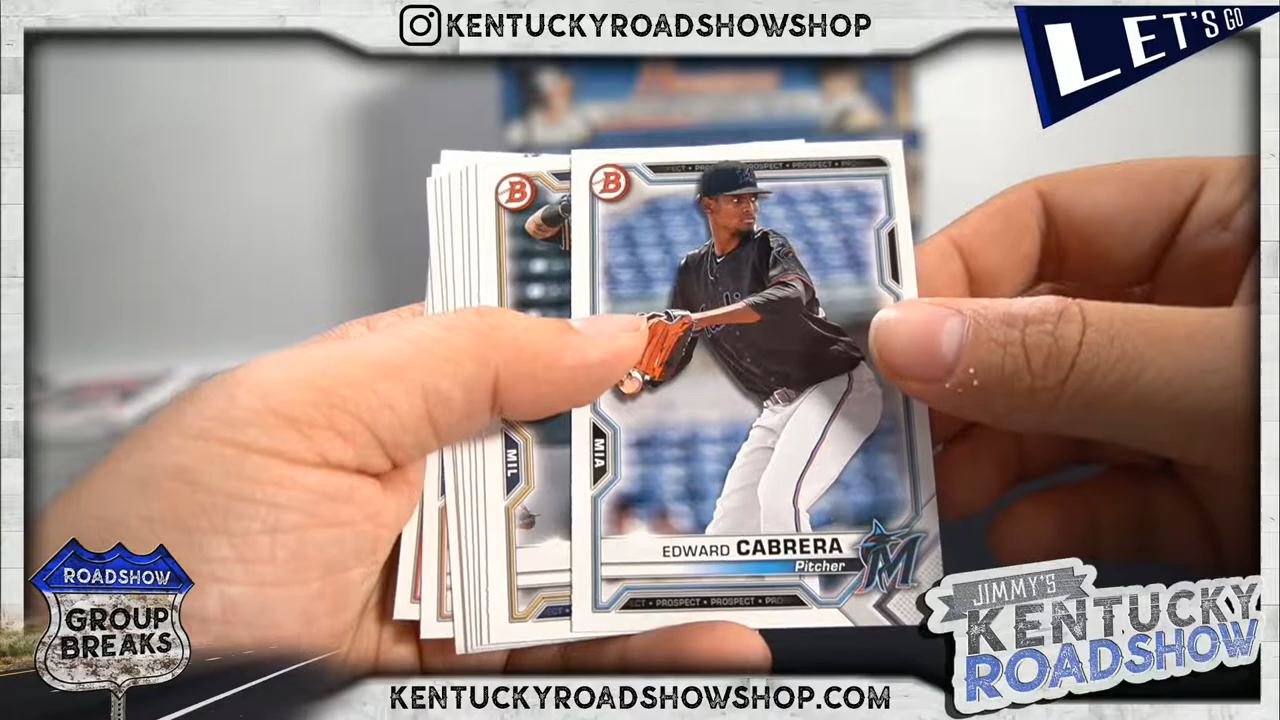 KENTUCKYROADSHOWSHOP
LET'S GO
PROSPECT • PROSPECT
B
B
MIL
MIA
EDWARD CABRERA
Pitcher
M
PROSPECT • PROSPECT
ROADSHOW
GROUP
BREAKS
JIMMY'S
KENTUCKY
ROADSHOW
KENTUCKYROADSHOWSHOP.COM